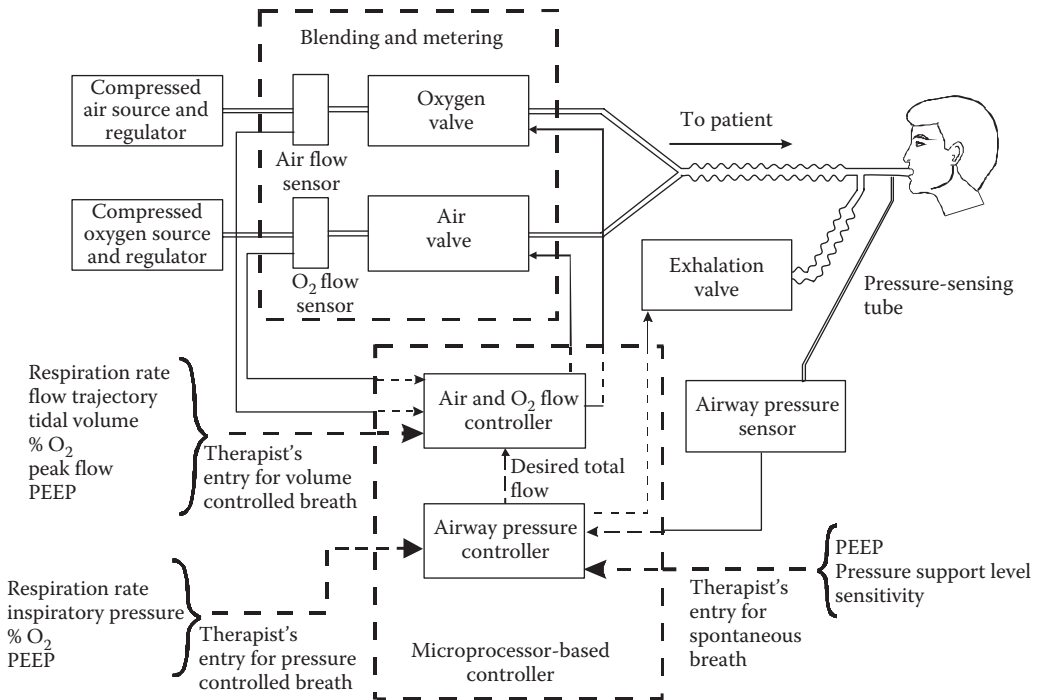 Blending and metering
Compressed
air source and
regulator
Oxygen
valve
To patient
Air flow
sensor
Compressed
oxygen source
and regulator
Air
valve
O₂ flow
sensor
Exhalation
valve
Pressure-sensing
tube
Respiration rate
flow trajectory
tidal volume
% O₂
peak flow
PEEP
Therapist's
entry for volume
controlled breath
Air and O₂ flow
controller
Airway pressure
sensor
Desired total
flow
Airway pressure
controller
Respiration rate
inspiratory pressure
% O₂
PEEP
Therapist's
entry for pressure
controlled breath
Microprocessor-based
controller
Therapist's
entry for
spontaneous
breath
PEEP
Pressure support level
sensitivity